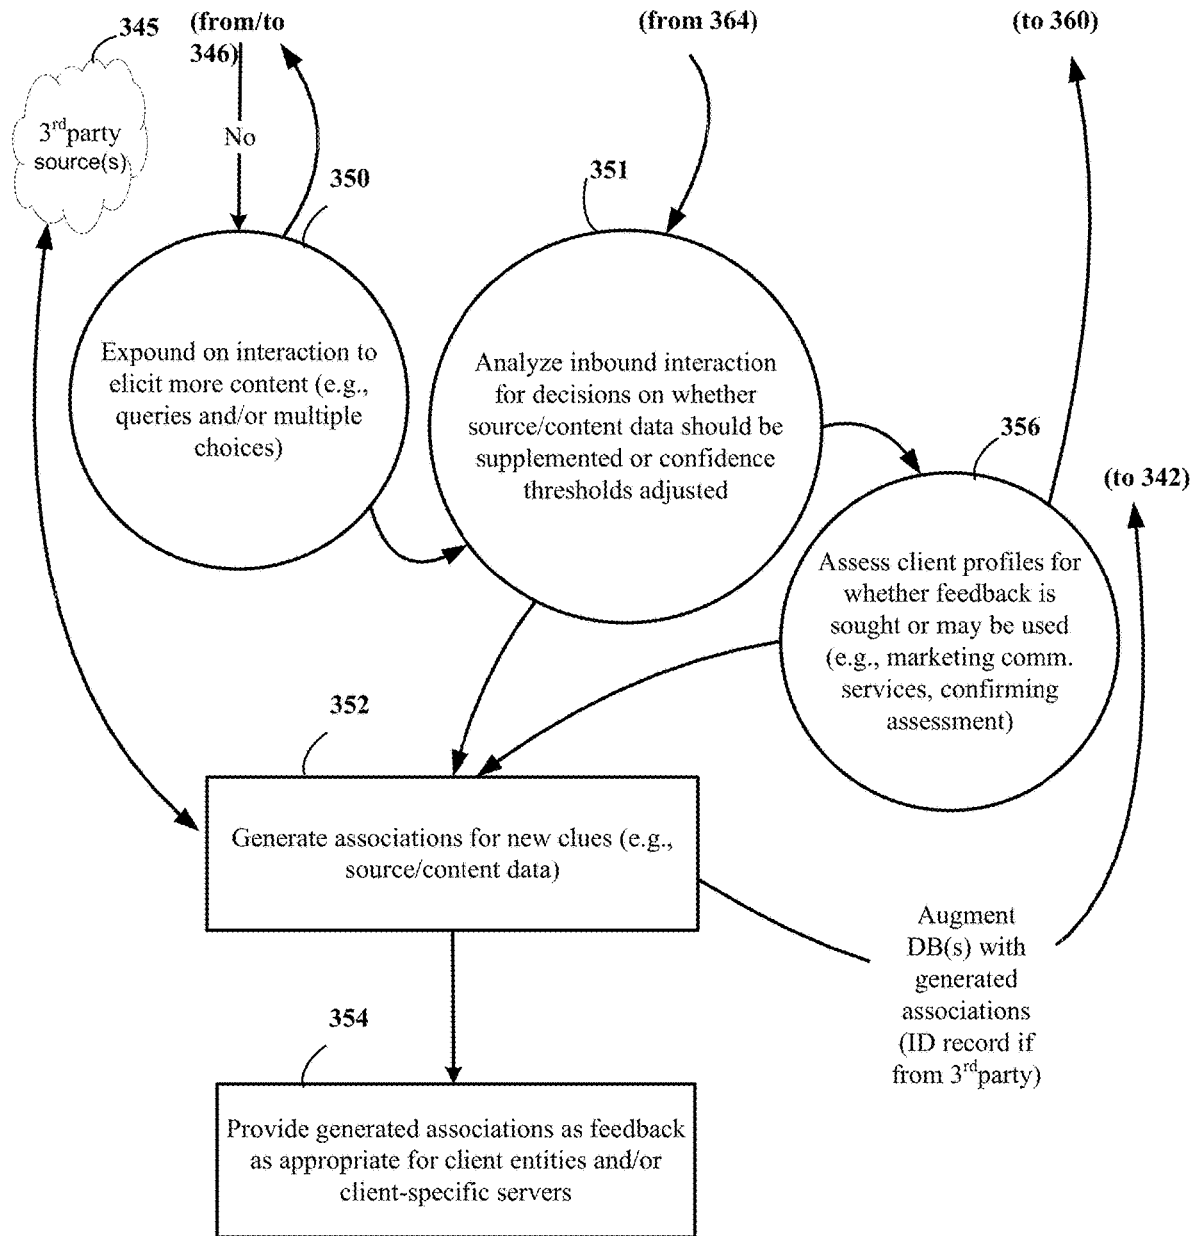 345
(from/to
346)
(from 364)
(to 360)
3rd party
source(s)
No
350
351
Expound on interaction to
elicit more content (e.g.,
queries and/or multiple
choices)
Analyze inbound interaction
for decisions on whether
source/content data should be
supplemented or confidence
thresholds adjusted
356
(to 342)
Assess client profiles for
whether feedback is
sought or may be used
(e.g., marketing comm.
services, confirming
assessment)
352
Generate associations for new clues (e.g.,
source/content data)
Augment
DB(s) with
generated
associations
(ID record if
from 3rd party)
354
Provide generated associations as feedback
as appropriate for client entities and/or
client-specific servers